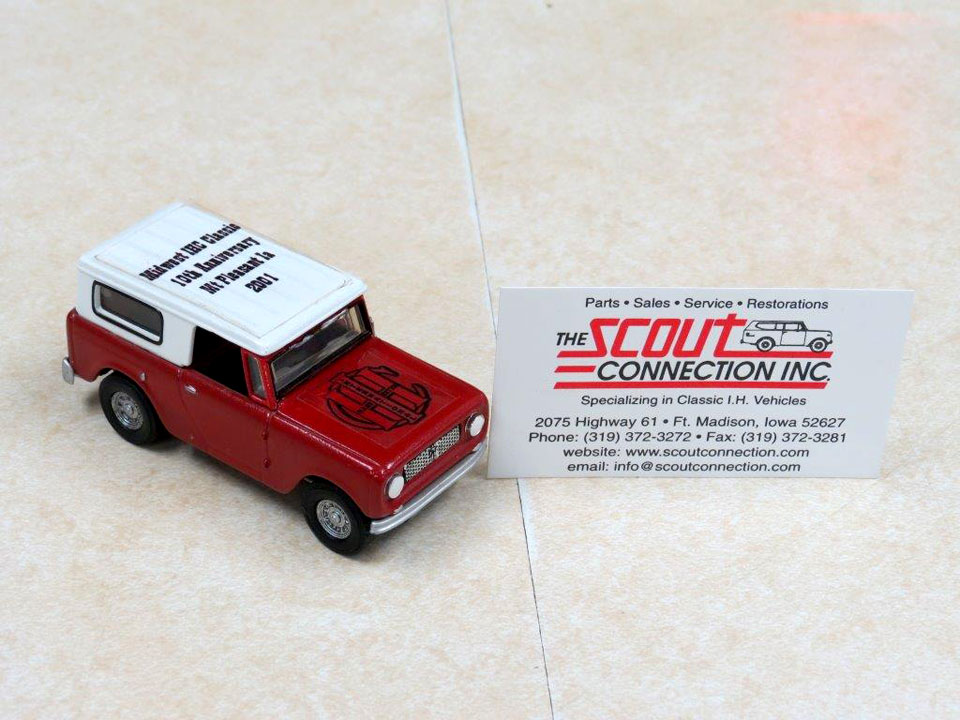 Midwest IHC Classic
10th Anniversary
Mt Pleasant Ia
2001
Parts • Sales • Service • Restorations
THE SCOUT
CONNECTION INC.
Specializing in Classic I.H. Vehicles
2075 Highway 61 • Ft. Madison, Iowa 52627
Phone: (319) 372-3272 • Fax: (319) 372-3281
website: www.scoutconnection.com
email: info@scoutconnection.com